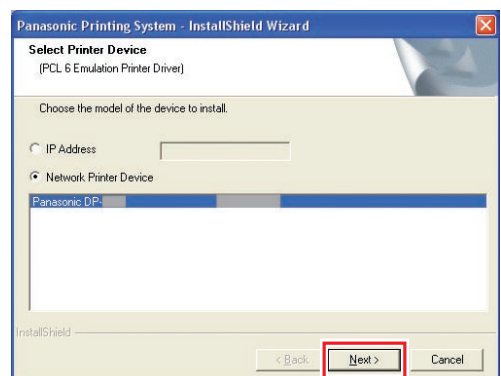 Panasonic Printing System - InstallShield Wizard
Select Printer Device
(PCL 6 Emulation Printer Driver)
Choose the model of the device to install.
IP Address
Network Printer Device
Panasonic DP-
InstallShield
< Back
Next >
Cancel